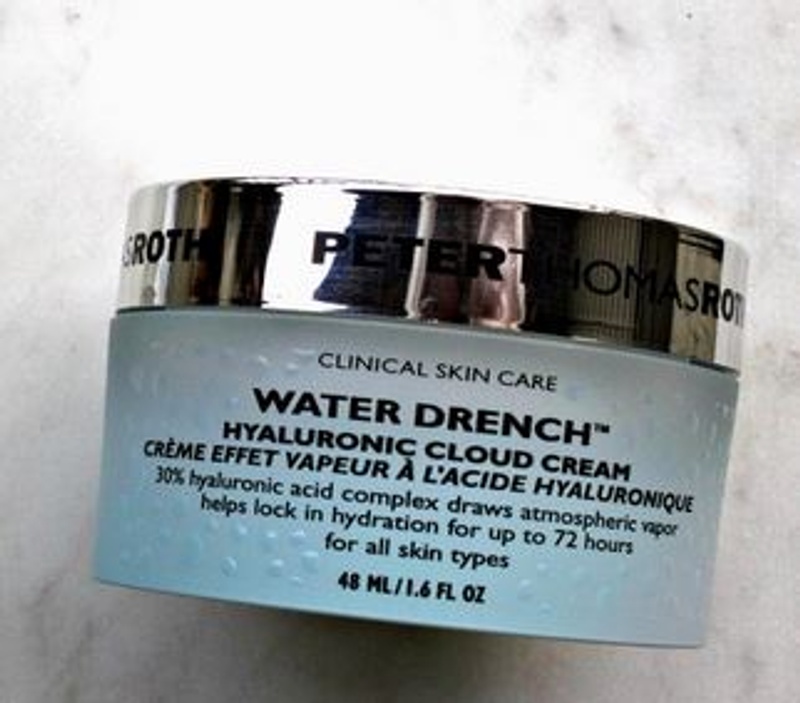 SROTH PETER THOMASROT
CLINICAL SKIN CARE
WATER DRENCH™
HYALURONIC CLOUD CREAM
CRÈME EFFET VAPEUR À L'ACIDE HYALURONIQUE
30% hyaluronic acid complex draws atmospheric vapor
helps lock in hydration for up to 72 hours
for all skin types
48 ML/1.6 FL OZ